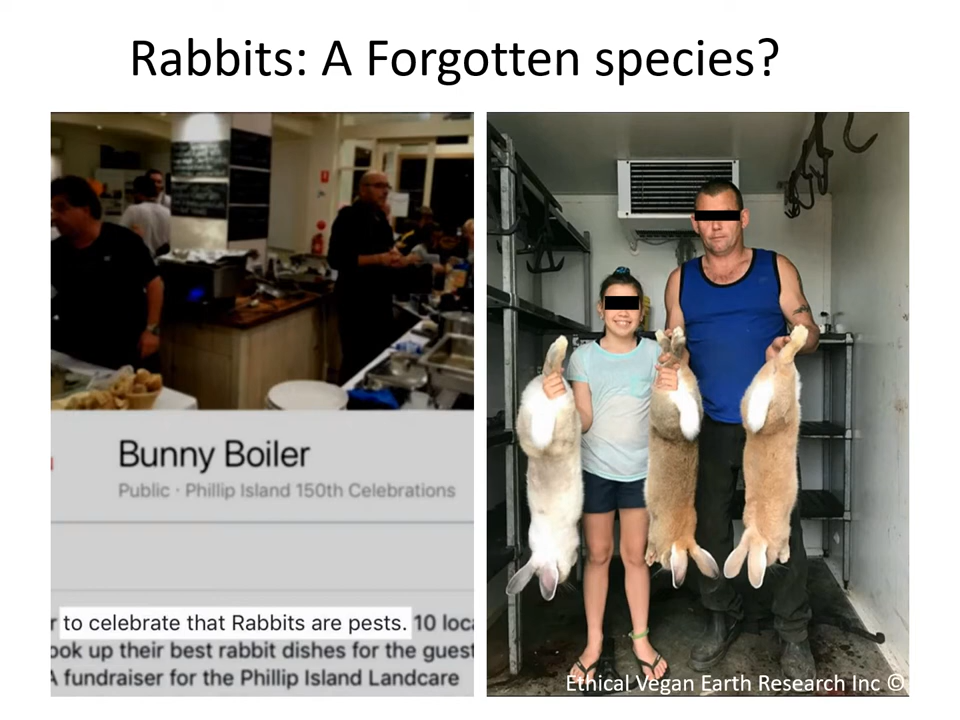 Rabbits: A Forgotten species?
Bunny Boiler
Public · Phillip Island 150th Celebrations
r to celebrate that Rabbits are pests. 10 loca
ook up their best rabbit dishes for the guest
A fundraiser for the Phillip Island Landcare
Ethical Vegan Earth Research Inc ©